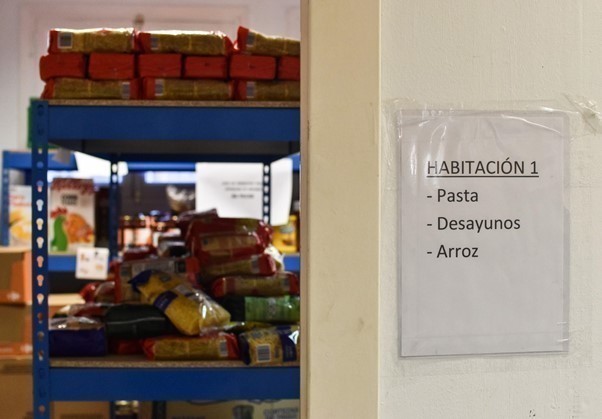 HABITACIÓN 1
- Pasta
- Desayunos
- Arroz